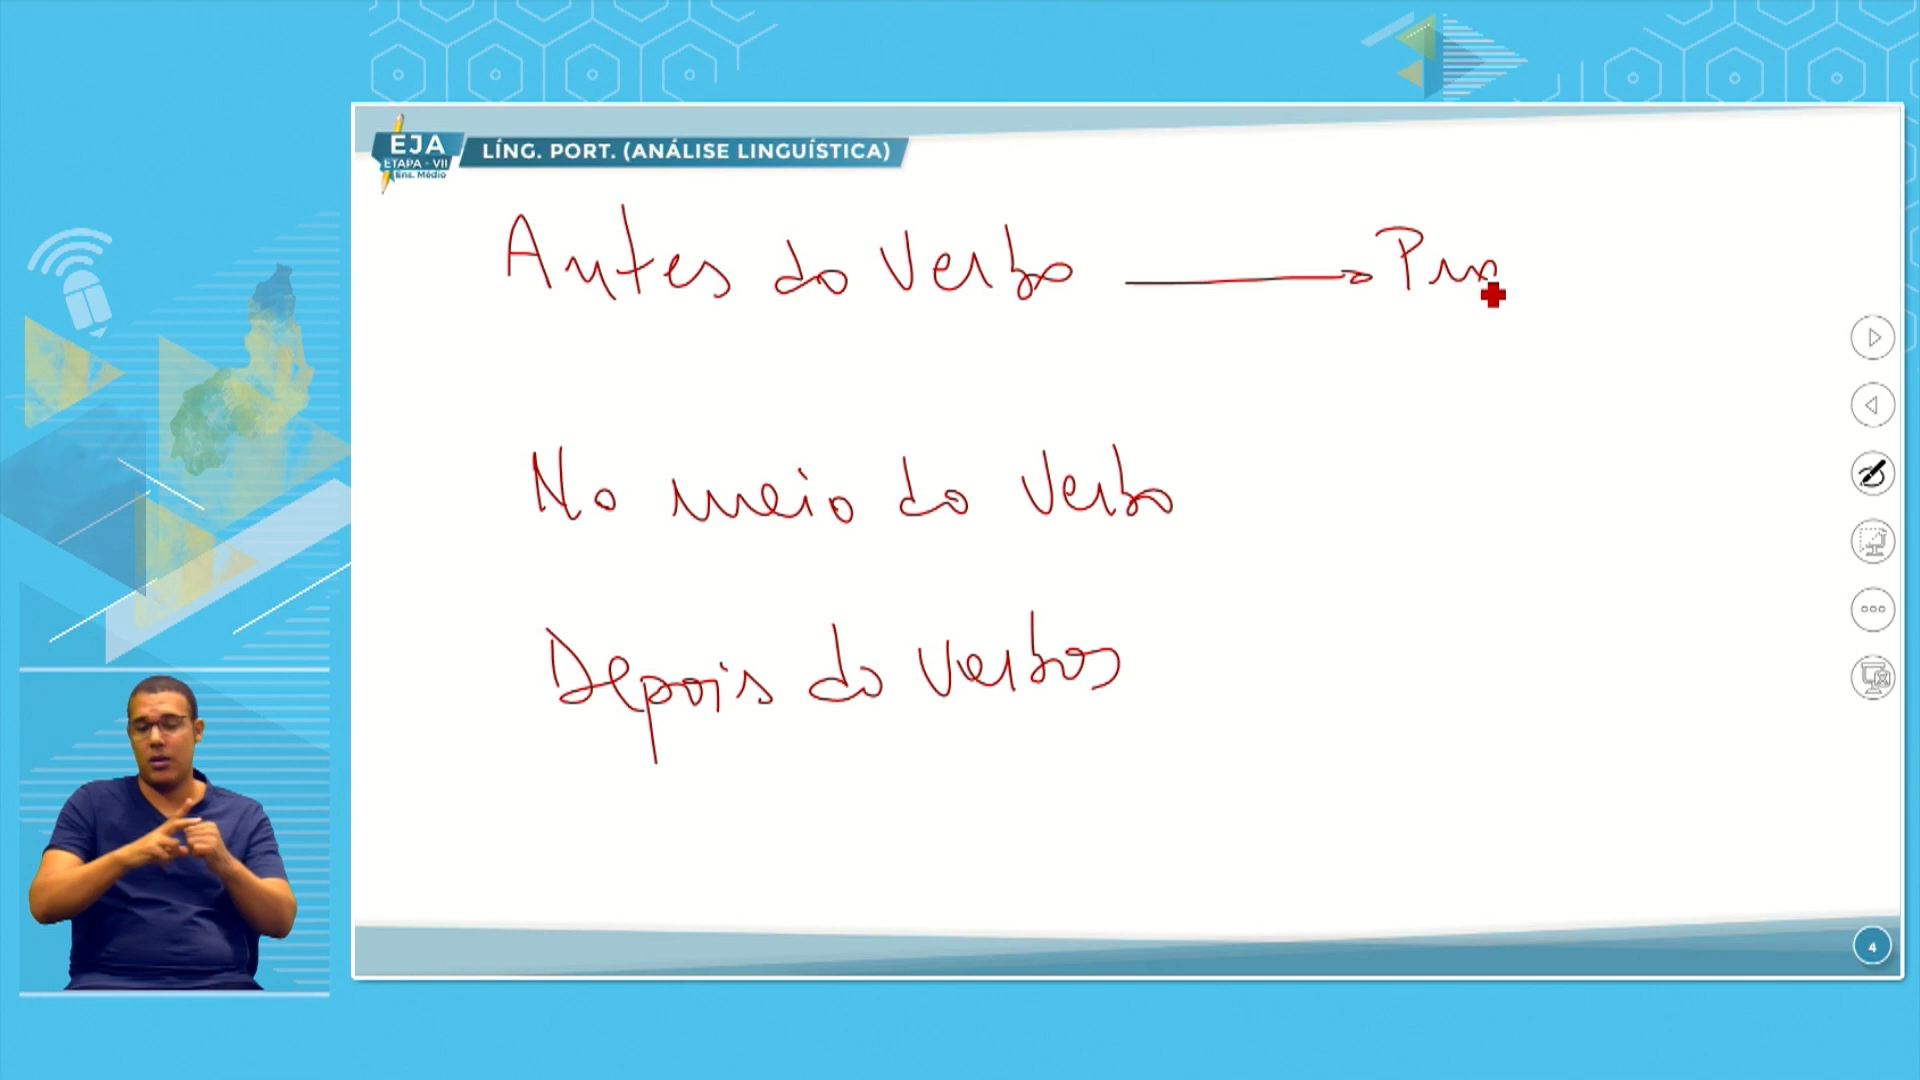 EJA
ETAPA - VII
Ens. Médio
LÍNG. PORT. (ANÁLISE LINGUÍSTICA)
Antes do Verbo → Pro
No meio do Verbo
Depois do Verbos
4